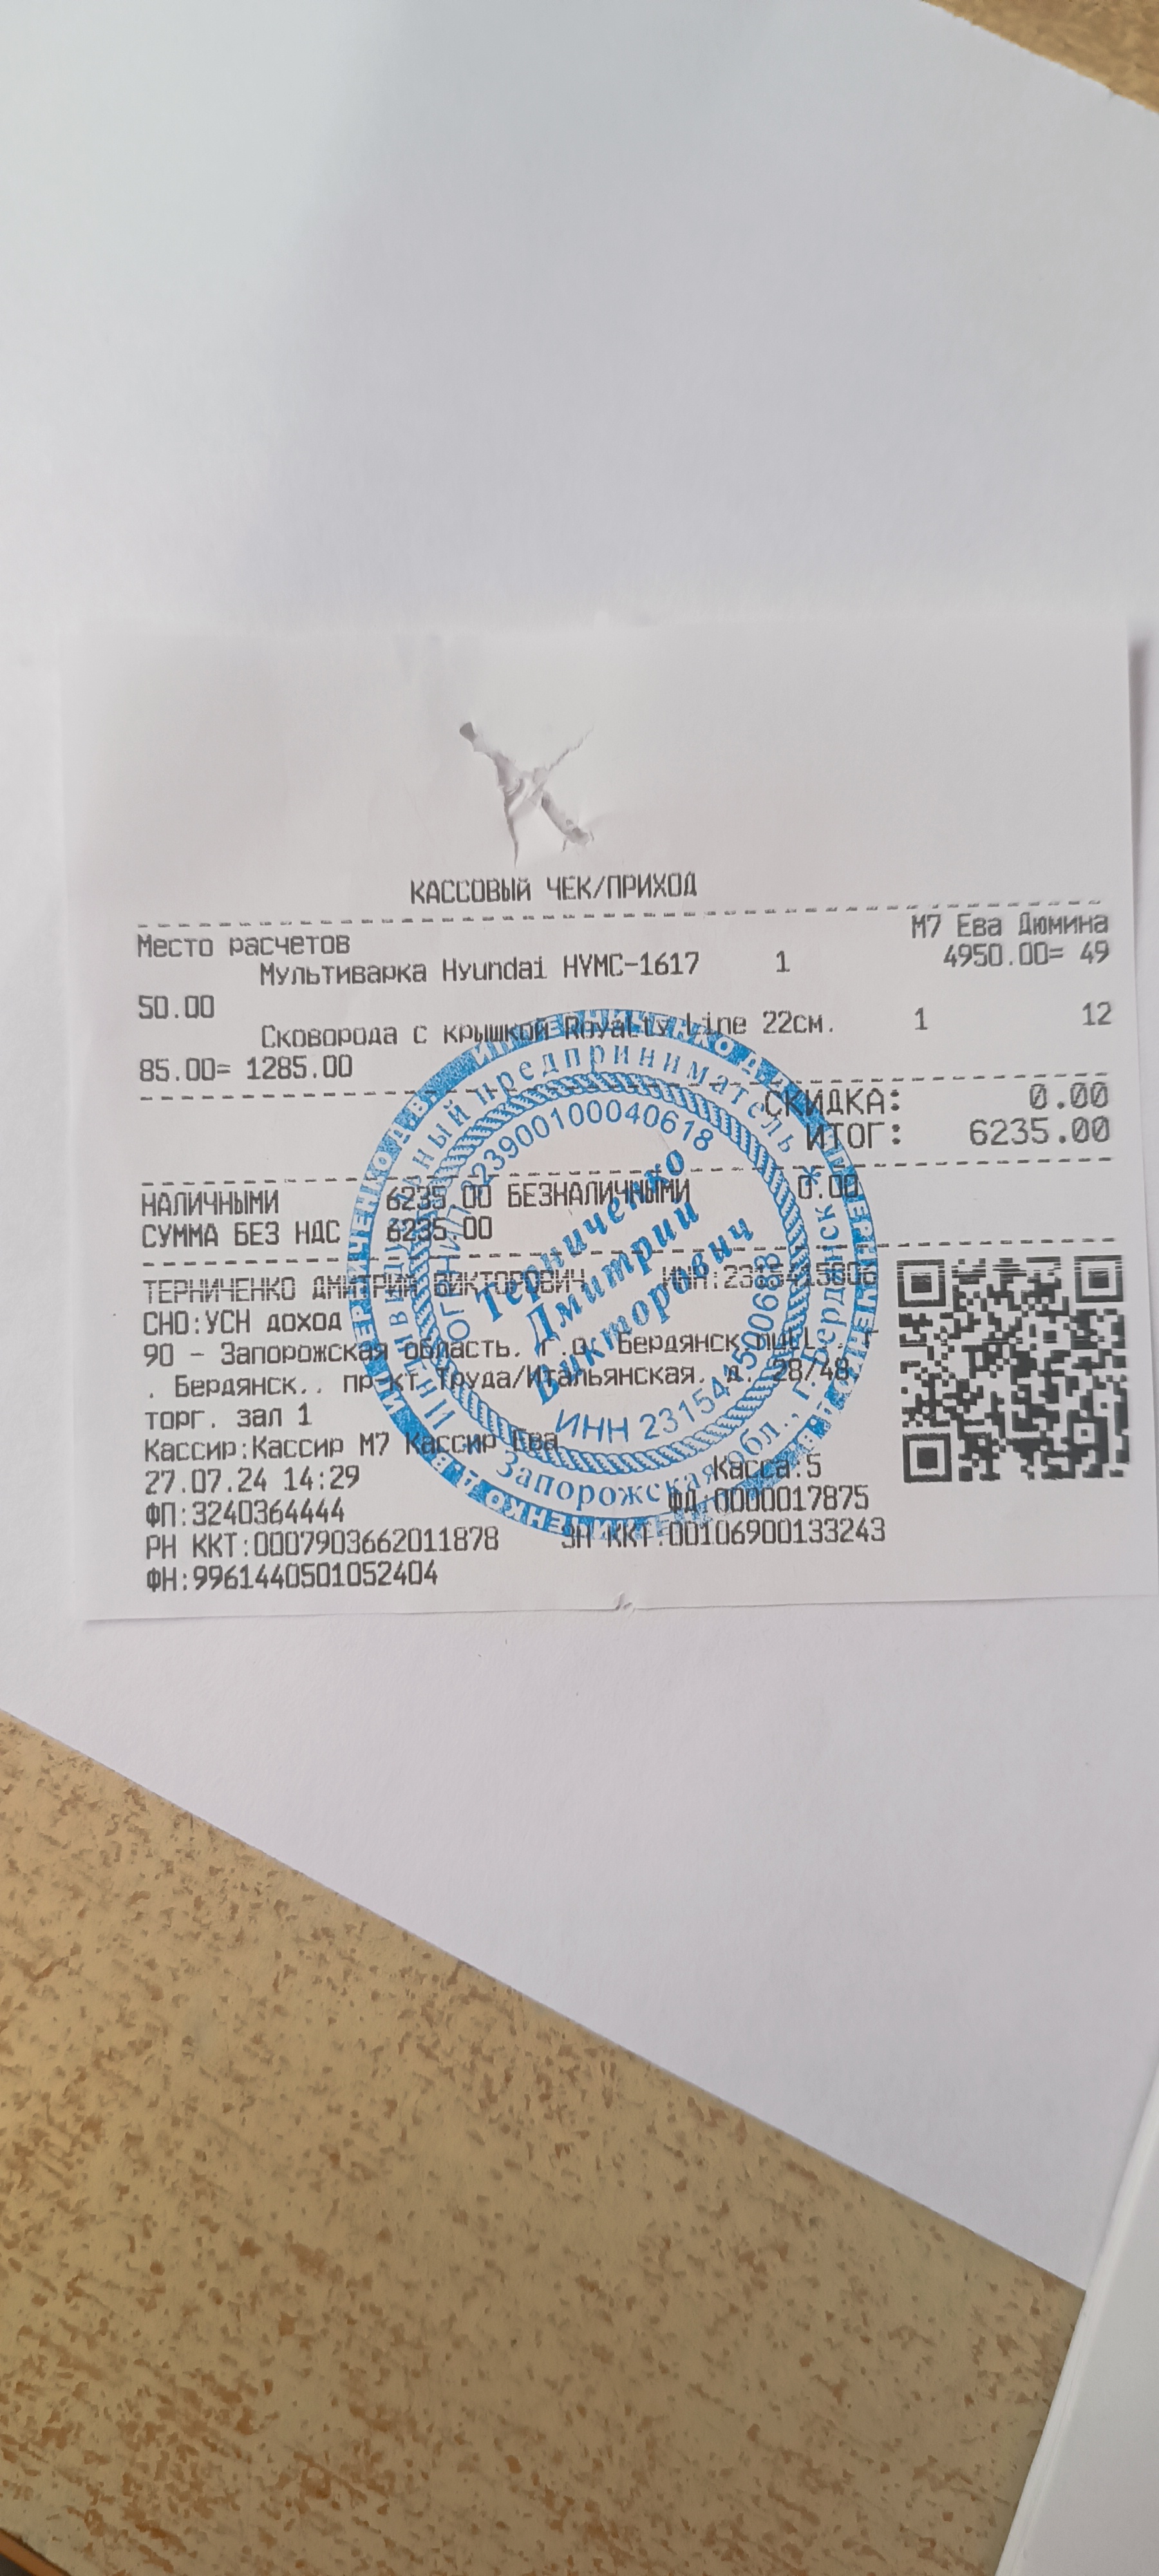 КАССОВЫЙ ЧЕК/ПРИХОД
Место расчетов М7 Ева Дюмина
Мультиварка Hyundai HYMC-1617 1 4950.00= 49
50.00
Сковорода с крышкой Royalty Line 22см. 1 12
85.00= 1285.00
СКИДКА: 0.00
ИТОГ: 6235.00
НАЛИЧНЫМИ 6235.00 БЕЗНАЛИЧНЫМИ 0.00
СУММА БЕЗ НДС 6235.00
ТЕРНИЧЕНКО ДМИТРИЙ ВИКТОРОВИЧ ИНН:
СНО:УСН доход
90 - Запорожская область. г.о. Бердянск
. Бердянск.. пр-кт Труда/Итальянская. д. 28/48.
торг. зал 1
Кассир:Кассир М7 Кассир Ева
27.07.24 14:29 Касса:5
ФП:3240364444 ФД:0000017875
РН ККТ:0007903662011878 ЗН ККТ:00106900133243
ФН:9961440501052404
Индивидуальный предприниматель *
Запорожская обл., г. Бердянск
ИНН 231541500688
Терниченко
Дмитрий
Викторович